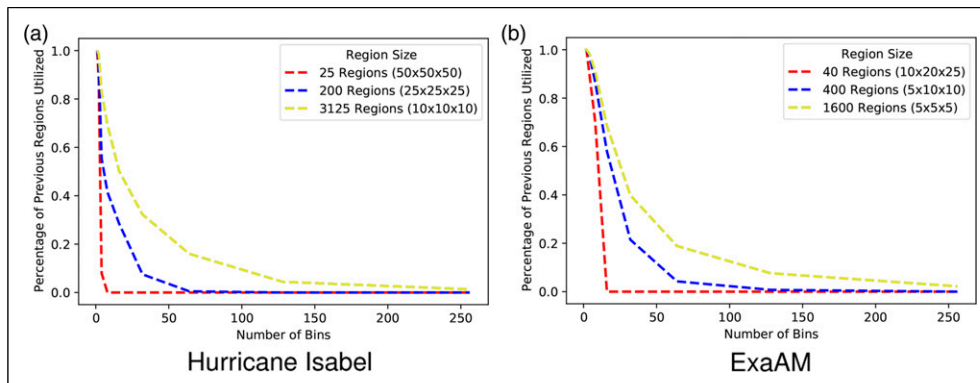 (a)
Percentage of Previous Regions Utilized
1.0
0.8
0.6
0.4
0.2
0.0
Region Size
25 Regions (50x50x50)
200 Regions (25x25x25)
3125 Regions (10x10x10)
0
50
100
150
200
250
Number of Bins
Hurricane Isabel
(b)
Percentage of Previous Regions Utilized
1.0
0.8
0.6
0.4
0.2
0.0
Region Size
40 Regions (10x20x25)
400 Regions (5x10x10)
1600 Regions (5x5x5)
0
50
100
150
200
250
Number of Bins
ExaAM